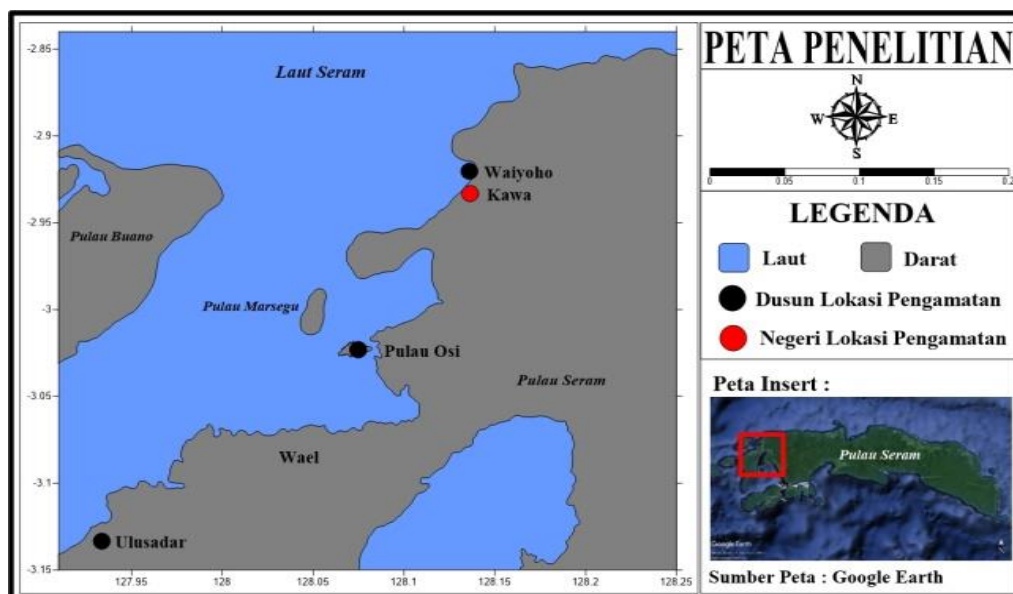 -2.85
-2.9
-2.95
-3
-3.05
-3.1
-3.15
127.95
128
128.05
128.1
128.15
128.2
128.25
Laut Seram
Waiyoho
Kawa
Pulau Buano
Pulau Marsegu
Pulau Osi
Pulau Seram
Wael
Ulusadar
PETA PENELITIAN
N
W E
S
0 0.05 0.1 0.15 0.2
LEGENDA
Laut Darat
Dusun Lokasi Pengamatan
Negeri Lokasi Pengamatan
Peta Insert :
Pulau Seram
Google Earth
Sumber Peta : Google Earth